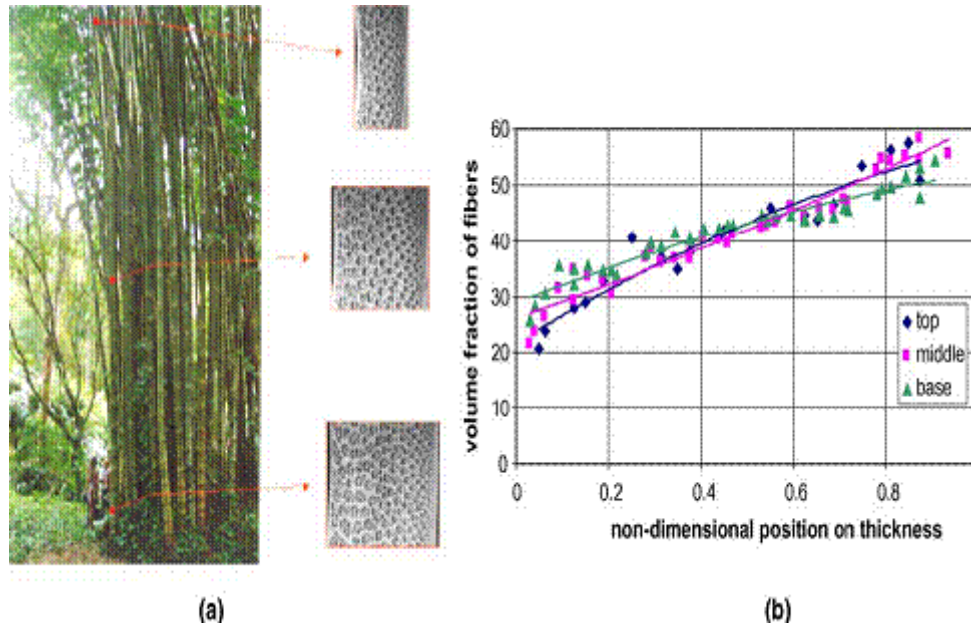 60
50
40
30
20
10
0
volume fraction of fibers
0
0.2
0.4
0.6
0.8
non-dimensional position on thickness
top
middle
base
(a)
(b)